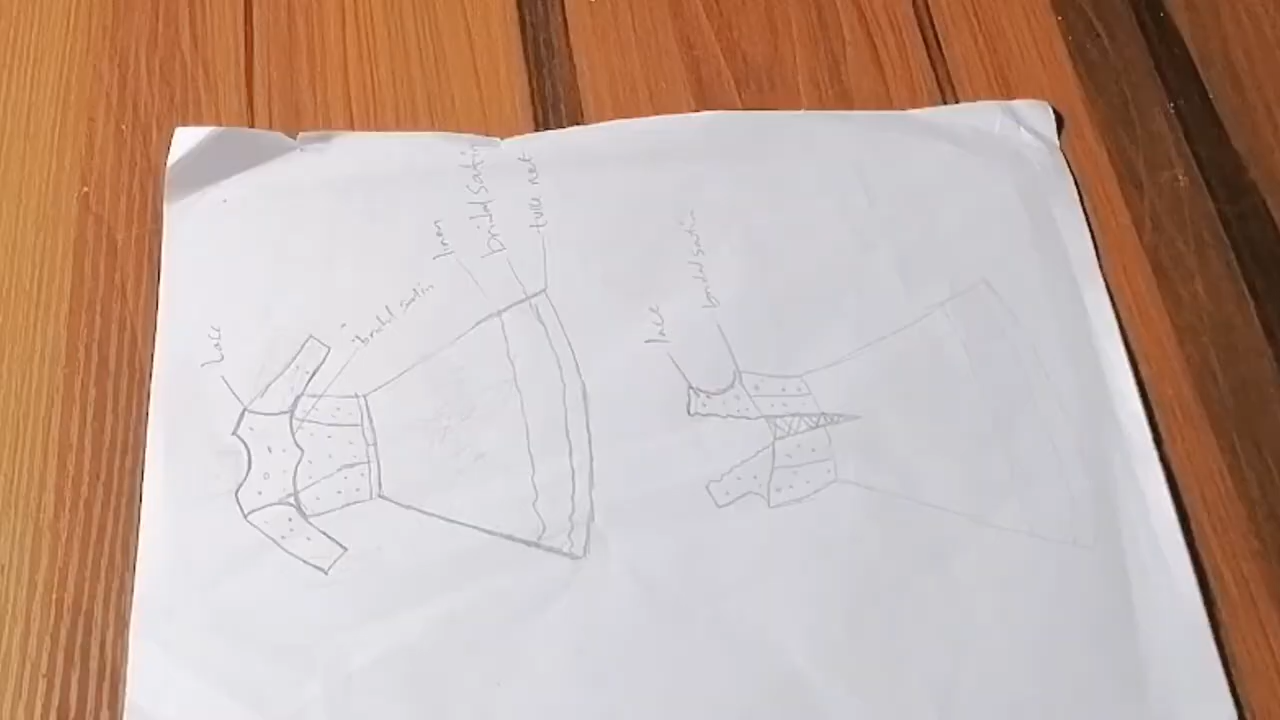 Lace
bridal satin
linen
bridal satin
tulle net
lace
bridal satin